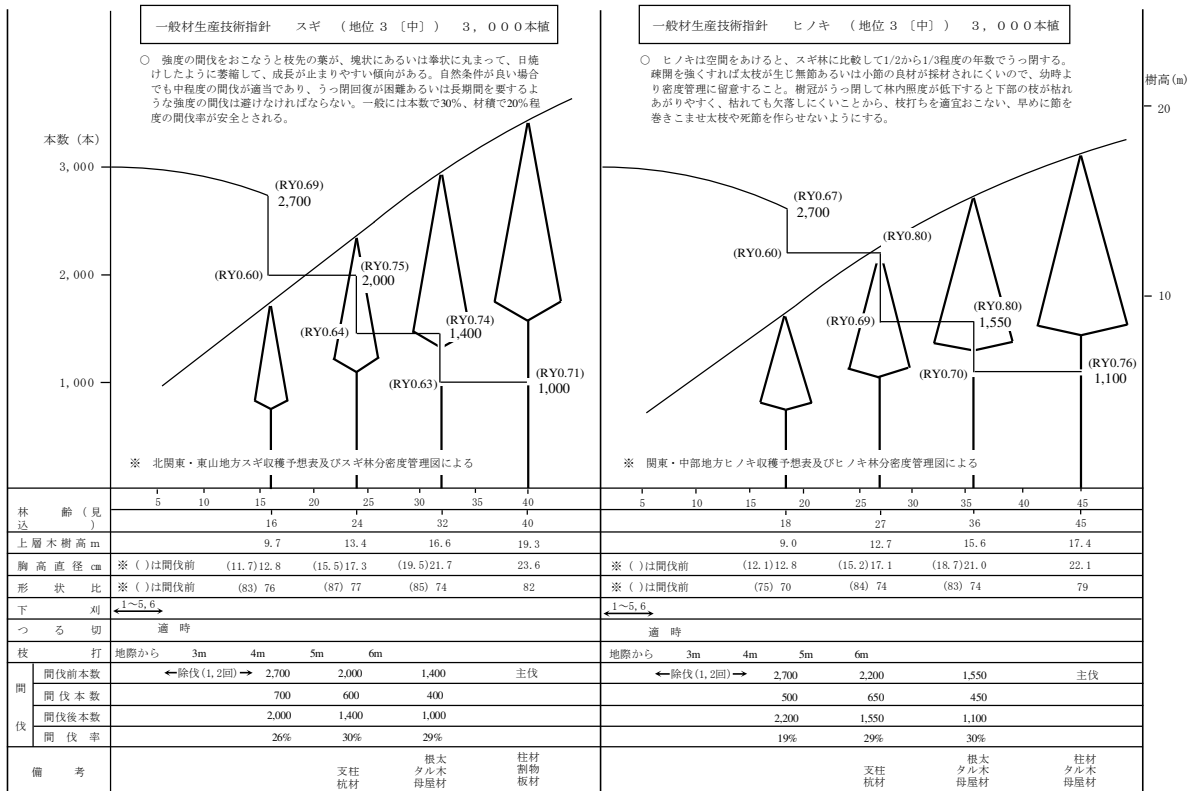 一般材生産技術指針　　スギ　（地位３〔中〕）　３，０００本植
○　強度の間伐をおこなうと枝先の葉が、塊状にあるいは拳状に丸まって、日焼
けしたように萎縮して、成長が止まりやすい傾向がある。自然条件が良い場合
でも中程度の間伐が適当であり、うっ閉回復が困難あるいは長期間を要するよ
うな強度の間伐は避けなければならない。一般には本数で30%、材積で20%程
度の間伐率が安全とされる。
本数（本）
3,000
2,000
1,000
(RY0.69)
2,700
(RY0.60)
(RY0.75)
2,000
(RY0.64)
(RY0.74)
1,400
(RY0.63)
(RY0.71)
1,000
※　北関東・東山地方スギ収穫予想表及びスギ林分密度管理図による
一般材生産技術指針　　ヒノキ　（地位３〔中〕）　３，０００本植
○　ヒノキは空間をあけると、スギ林に比較して1/2から1/3程度の年数でうっ閉する。
疎開を強くすれば太枝が生じ無節あるいは小節の良材が採材されにくいので、幼時よ
り密度管理に留意すること。樹冠がうっ閉して林内照度が低下すると下部の枝が枯れ
あがりやすく、枯れても欠落しにくいことから、枝打ちを適宜おこない、早めに節を
巻きこませ太枝や死節を作らせないようにする。
樹高(m)
20
10
(RY0.67)
2,700
(RY0.60)
(RY0.80)
(RY0.69)
(RY0.80)
1,550
(RY0.70)
(RY0.76)
1,100
※　関東・中部地方ヒノキ収穫予想表及びヒノキ林分密度管理図による
5 10 15 20 25 30 35 40 5 10 15 20 25 30 35 40 45
林　　齢（見込　　）
16 24 32 40 18 27 36 45
上層木樹高ｍ 9.7 13.4 16.6 19.3 9.0 12.7 15.6 17.4
胸高直径㎝ ※（ )は間伐前 (11.7)12.8 (15.5)17.3 (19.5)21.7 23.6 ※（ )は間伐前 (12.1)12.8 (15.2)17.1 (18.7)21.0 22.1
形　状　比 ※（ )は間伐前 (83) 76 (87) 77 (85) 74 82 ※（ )は間伐前 (75) 70 (84) 74 (83) 74 79
下　　刈 1～5,6 1～5,6
つ　る　切 適　時 適　時
枝　　打 地際から 3m 4m 5m 6m 地際から 3m 4m 5m 6m
間伐
間伐前本数 ←除伐(1,2回)→ 2,700 2,000 1,400 主伐 ←除伐(1,2回)→ 2,700 2,200 1,550 主伐
間伐本数 700 600 400 500 650 450
間伐後本数 2,000 1,400 1,000 2,200 1,550 1,100
間　伐　率 26% 30% 29% 19% 29% 30%
備　　考
支柱
杭材
根太
タル木
母屋材
柱材
割物
板材
支柱
杭材
根太
タル木
母屋材
柱材
タル木
母屋材